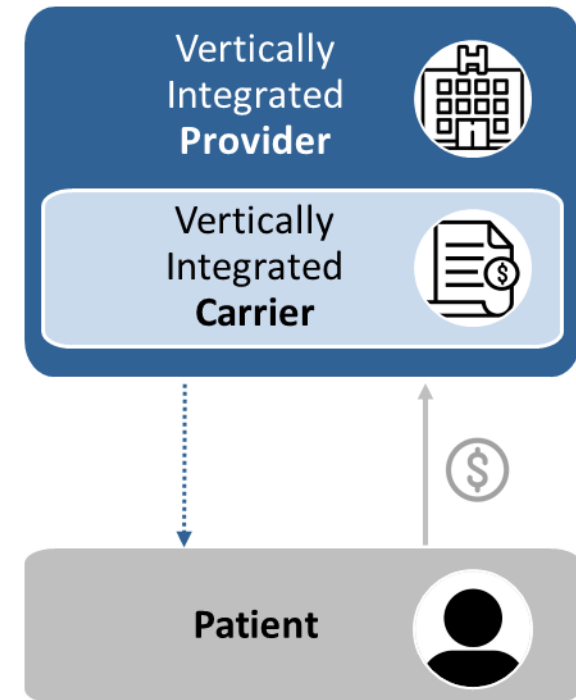 Vertically
Integrated
Provider
H
Vertically
Integrated
Carrier
$
$
Patient